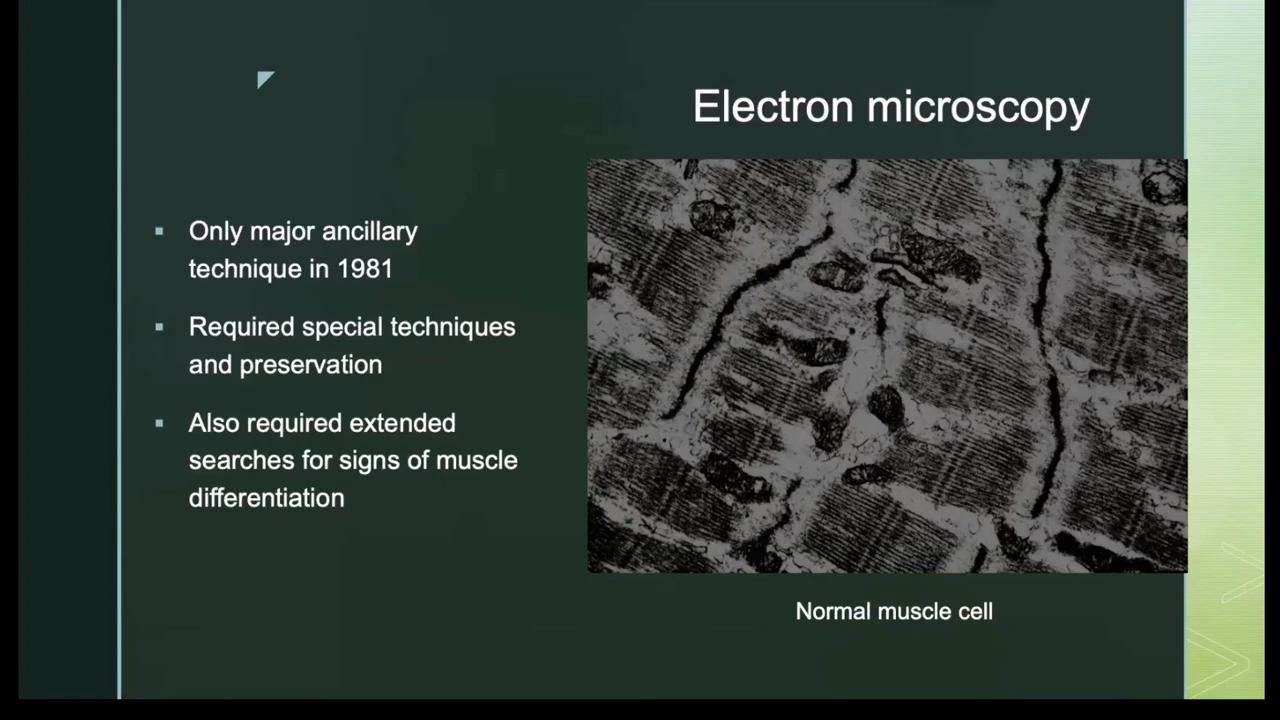 Electron microscopy
Only major ancillary
technique in 1981
Required special techniques
and preservation
Also required extended
searches for signs of muscle
differentiation
Normal muscle cell